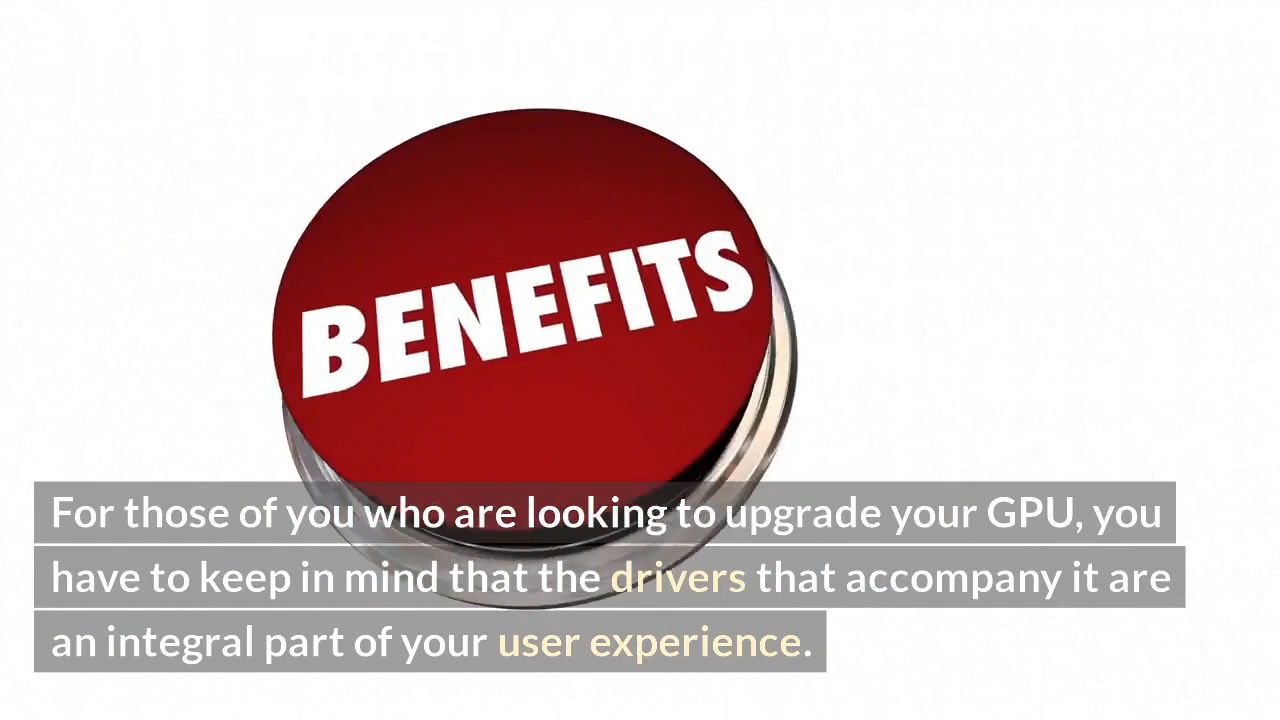 BENEFITS
For those of you who are looking to upgrade your GPU, you
have to keep in mind that the drivers that accompany it are
an integral part of your user experience.